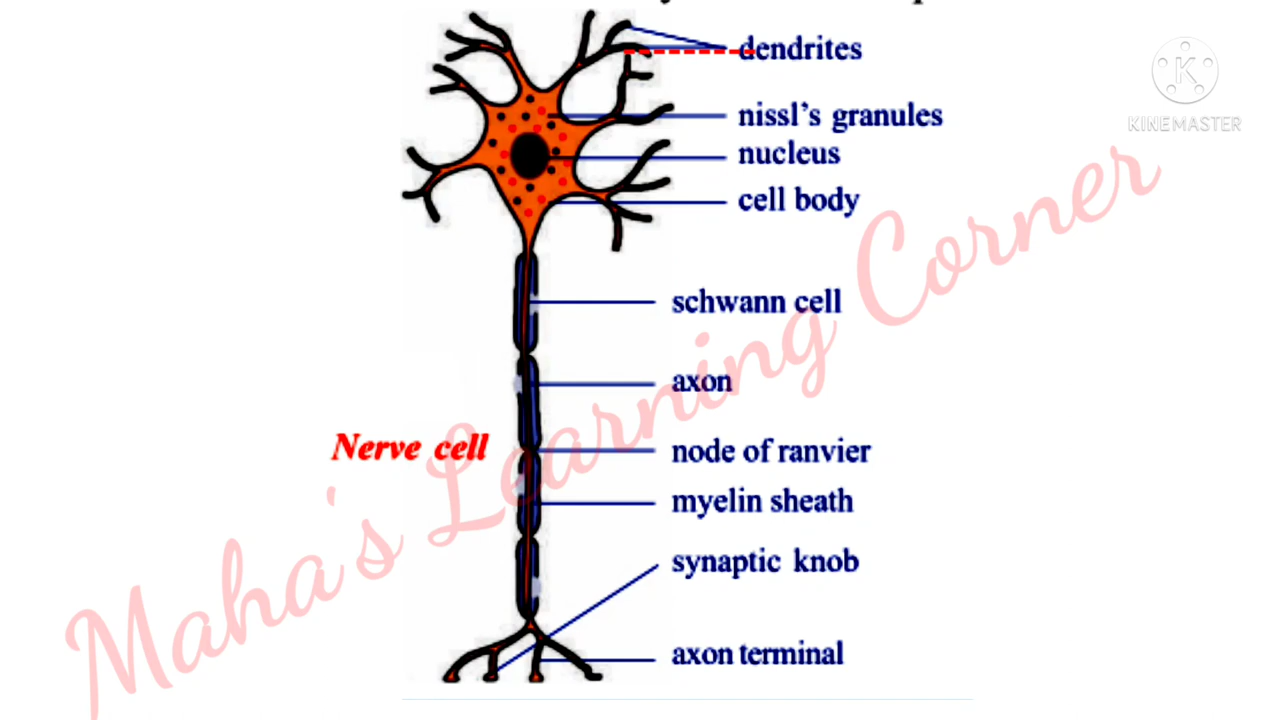 dendrites
KINEMASTER
nissl's granules
nucleus
cell body
schwann cell
axon
Nerve cell
node of ranvier
myelin sheath
synaptic knob
axon terminal
Maha's Learning Corner